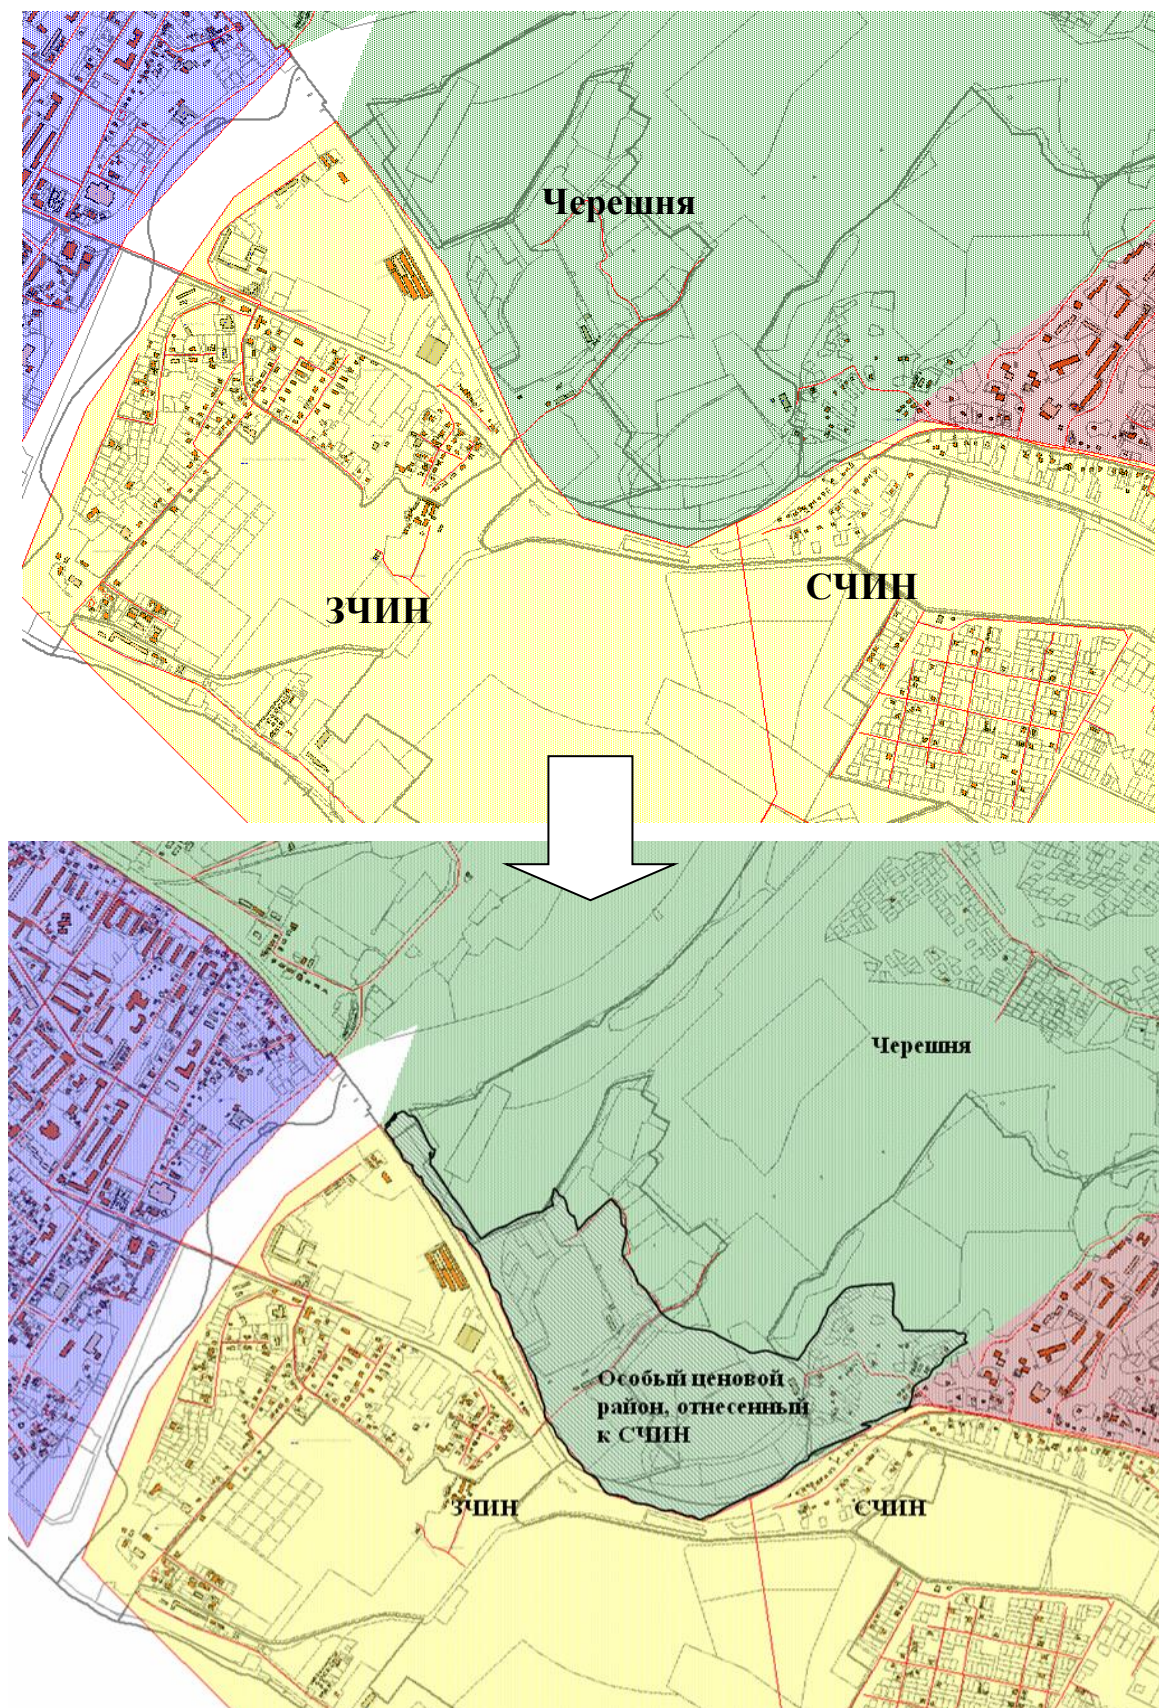 Черешня
СЧИН
ЗЧИН
Черешня
Особый ценовой
район, отнесенный
к СЧИН
ЗЧИН
СЧИН